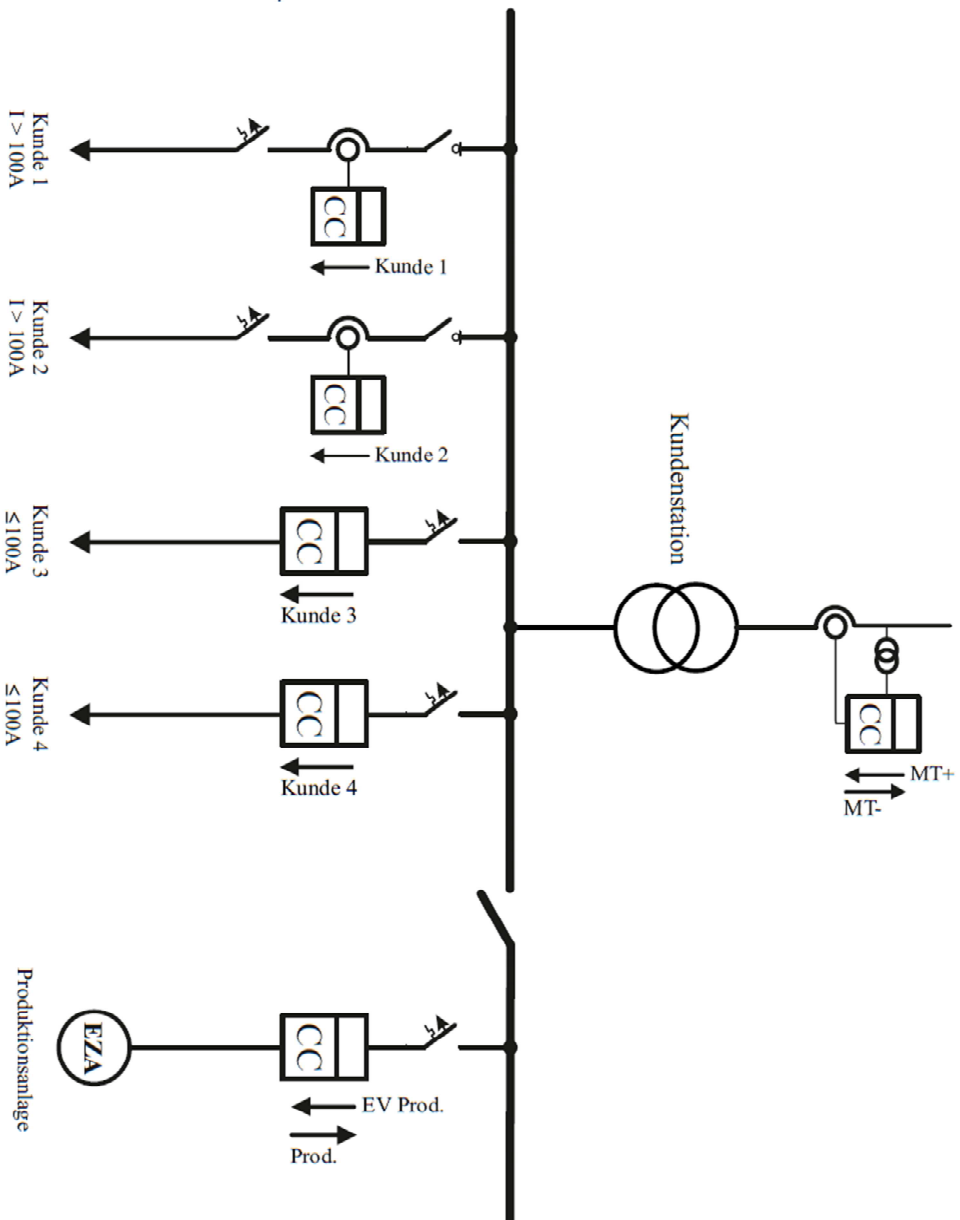 Kunde 1
I > 100A
CC
Kunde 1
Kunde 2
I > 100A
CC
Kunde 2
Kunde 3
≤100A
CC
Kunde 3
Kunde 4
≤100A
CC
Kunde 4
Kundenstation
CC
MT+
MT-
Produktionsanlage
EZA
CC
EV Prod.
Prod.